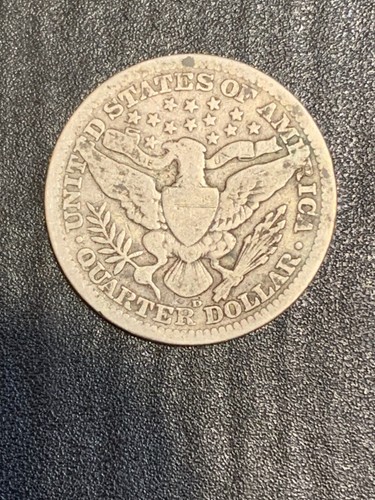 UNITED STATES OF AMERICA
D
· QUARTER DOLLAR ·